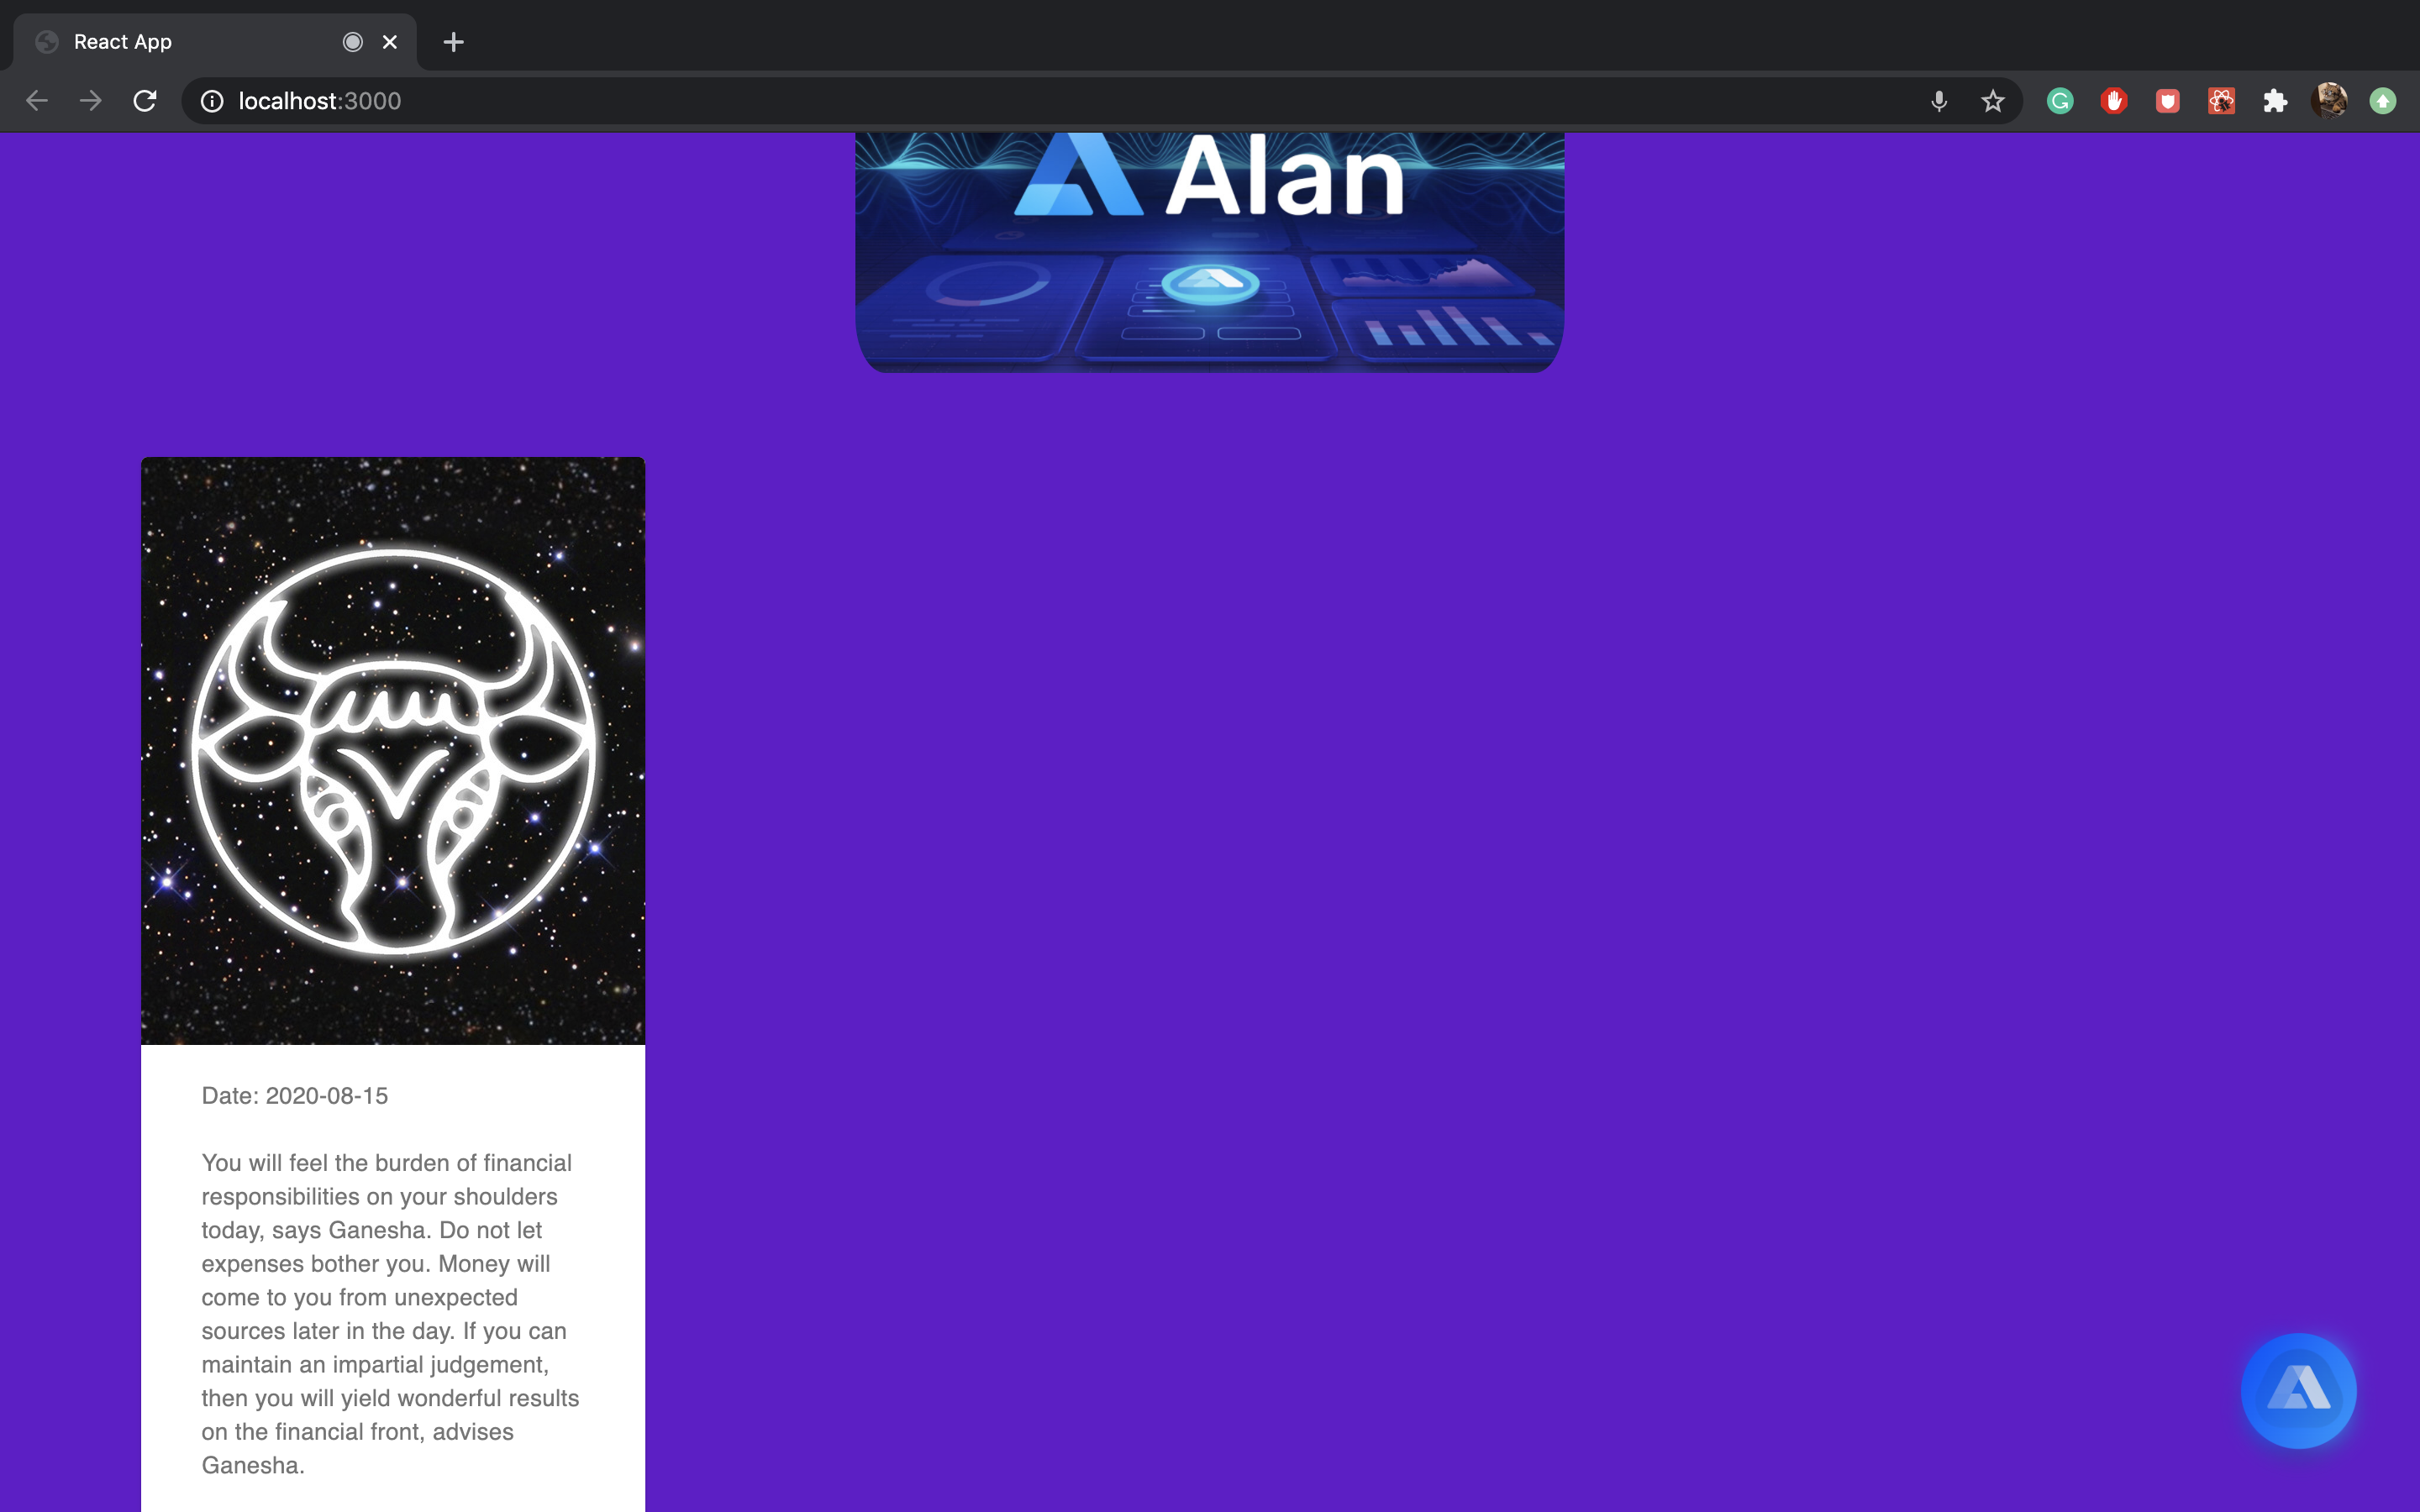 React App
localhost:3000
Alan
Date: 2020-08-15
You will feel the burden of financial
responsibilities on your shoulders
today, says Ganesha. Do not let
expenses bother you. Money will
come to you from unexpected
sources later in the day. If you can
maintain an impartial judgement,
then you will yield wonderful results
on the financial front, advises
Ganesha.